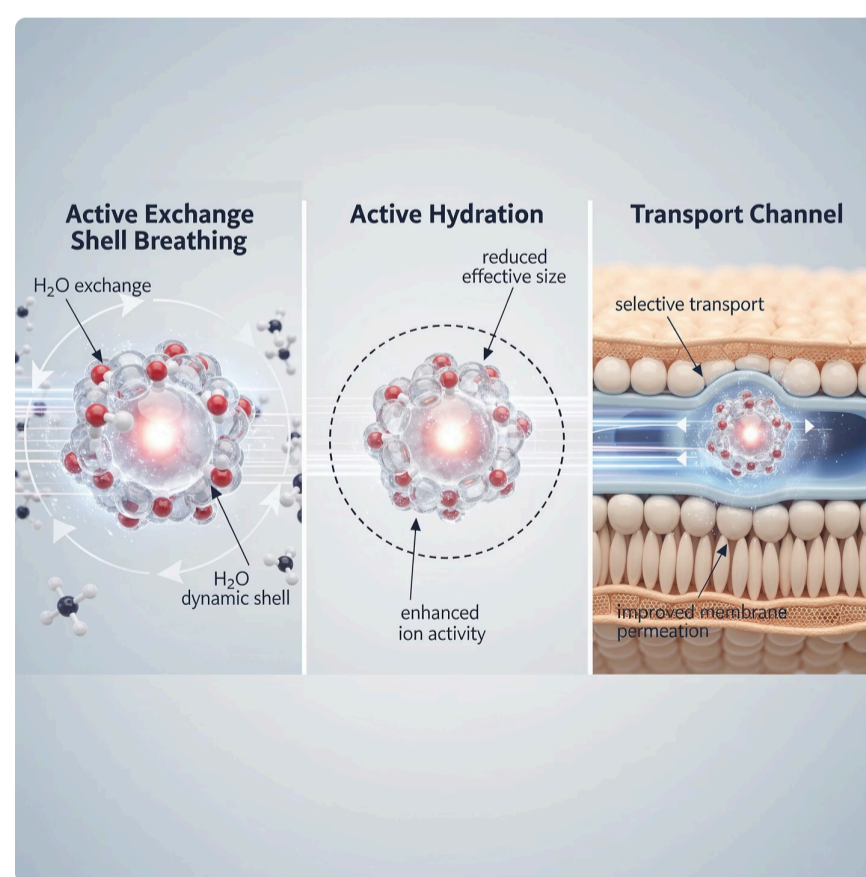 Active Exchange
Shell Breathing
H₂O exchange
H₂O
dynamic shell
Active Hydration
reduced
effective size
enhanced
ion activity
Transport Channel
selective transport
improved membrane
permeation